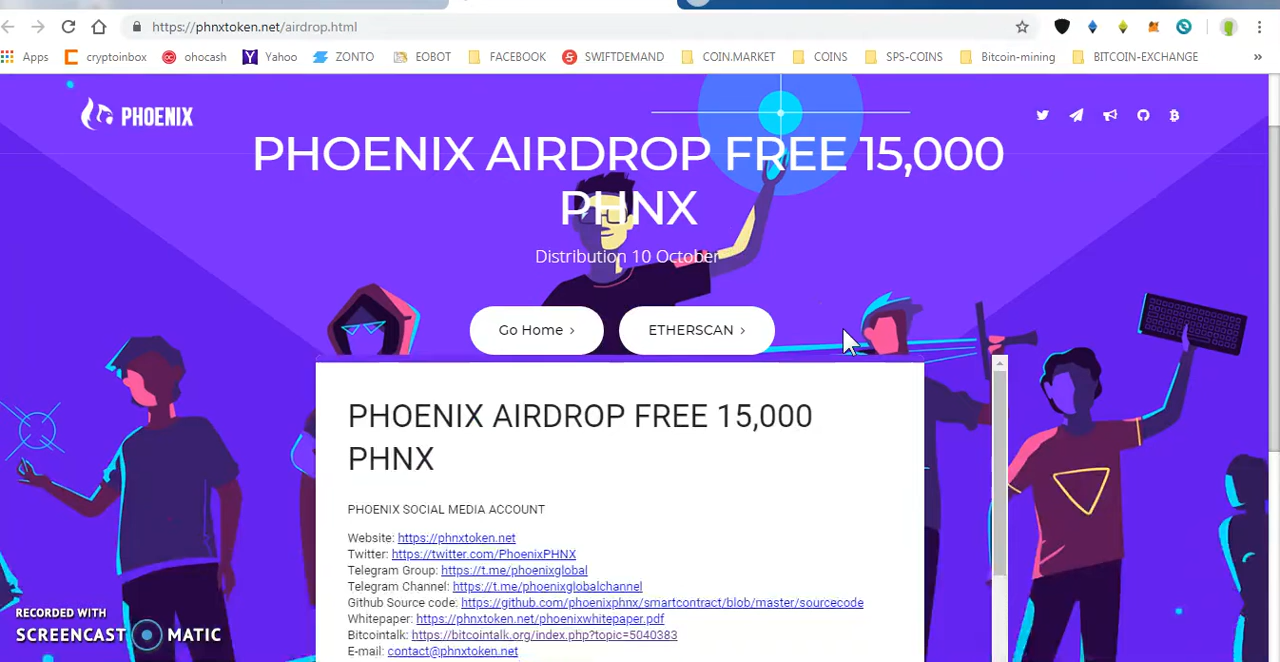 https://phnxtoken.net/airdrop.html
Apps cryptoinbox ohocash Yahoo ZONTO EOBOT FACEBOOK SWIFTDEMAND COIN.MARKET COINS SPS-COINS Bitcoin-mining BITCOIN-EXCHANGE »
PHOENIX
PHOENIX AIRDROP FREE 15,000
PHNX
Distribution 10 October
Go Home > ETHERSCAN >
PHOENIX AIRDROP FREE 15,000
PHNX
PHOENIX SOCIAL MEDIA ACCOUNT
Website: https://phnxtoken.net
Twitter: https://twitter.com/PhoenixPHNX
Telegram Group: https://t.me/phoenixglobal
Telegram Channel: https://t.me/phoenixglobalchannel
Github Source code: https://github.com/phoenixphnx/smartcontract/blob/master/sourcecode
Whitepaper: https://phnxtoken.net/phoenixwhitepaper.pdf
Bitcointalk: https://bitcointalk.org/index.php?topic=5040383
E-mail: contact@phnxtoken.net
RECORDED WITH
SCREENCAST MATIC